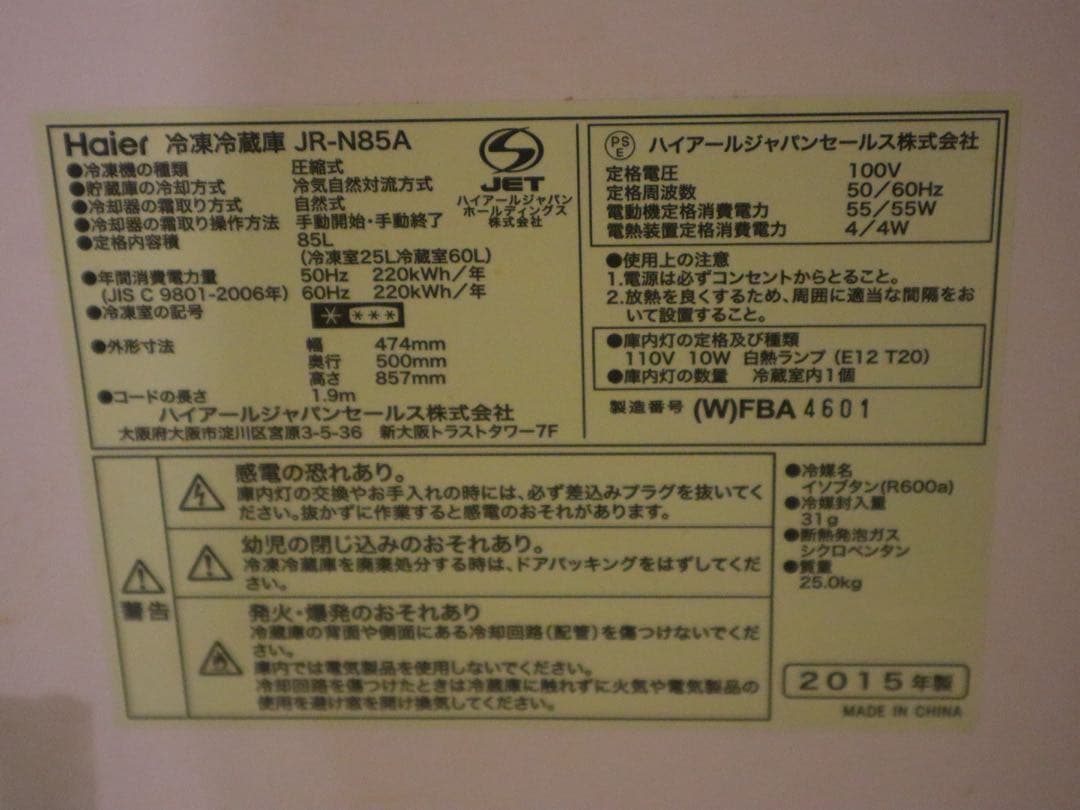 Haier 冷凍冷蔵庫 JR-N85A
●冷凍機の種類 圧縮式
●貯蔵庫の冷却方式 冷気自然対流方式
●冷却器の霜取り方式 自然式
●冷却器の霜取り操作方法 手動開始・手動終了
●定格内容積 85L
(冷凍室25L冷蔵室60L)
●年間消費電力量 50Hz 220kWh/年
(JIS C 9801-2006年) 60Hz 220kWh/年
●冷凍室の記号
●外形寸法 幅 474mm
奥行 500mm
高さ 857mm
●コードの長さ 1.9m
ハイアールジャパンセールス株式会社
大阪府大阪市淀川区宮原3-5-36 新大阪トラストタワー7F
JET
ハイアールジャパン
ホールディングス
株式会社
PS
E
ハイアールジャパンセールス株式会社
定格電圧 100V
定格周波数 50/60Hz
電動機定格消費電力 55/55W
電熱装置定格消費電力 4/4W
●使用上の注意
1.電源は必ずコンセントからとること。
2.放熱を良くするため、周囲に適当な間隔をお
いて設置すること。
●庫内灯の定格及び種類
110V 10W 白熱ランプ(E12 T20)
●庫内灯の数量 冷蔵室内1個
製造番号 (W)FBA 4601
警告
感電の恐れあり。
庫内灯の交換やお手入れの時には、必ず差込みプラグを抜いてく
ださい。抜かずに作業すると感電のおそれがあります。
幼児の閉じ込みのおそれあり。
冷凍冷蔵庫を廃棄処分する時は、ドアパッキングをはずしてくだ
さい。
発火・爆発のおそれあり
冷蔵庫の背面や側面にある冷却回路(配管)を傷つけないでくだ
さい。
庫内では電気製品を使用しないでください。
冷却回路を傷つけたときは冷蔵庫に触れずに火気や電気製品の
使用を避け窓を開け換気してください。
●冷媒名
イソブタン(R600a)
●冷媒封入量
31g
●断熱発泡ガス
シクロペンタン
●質量
25.0kg
2015年製
MADE IN CHINA